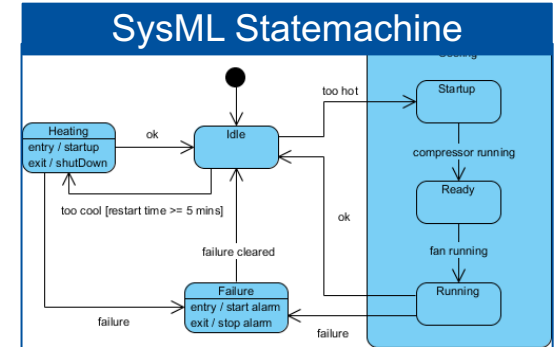 SysML Statemachine
too hot
Startup
Heating
entry / startup
exit / shutDown
ok
Idle
compressor running
Ready
too cool [restart time >= 5 mins]
ok
failure cleared
fan running
Failure
entry / start alarm
exit / stop alarm
Running
failure
failure